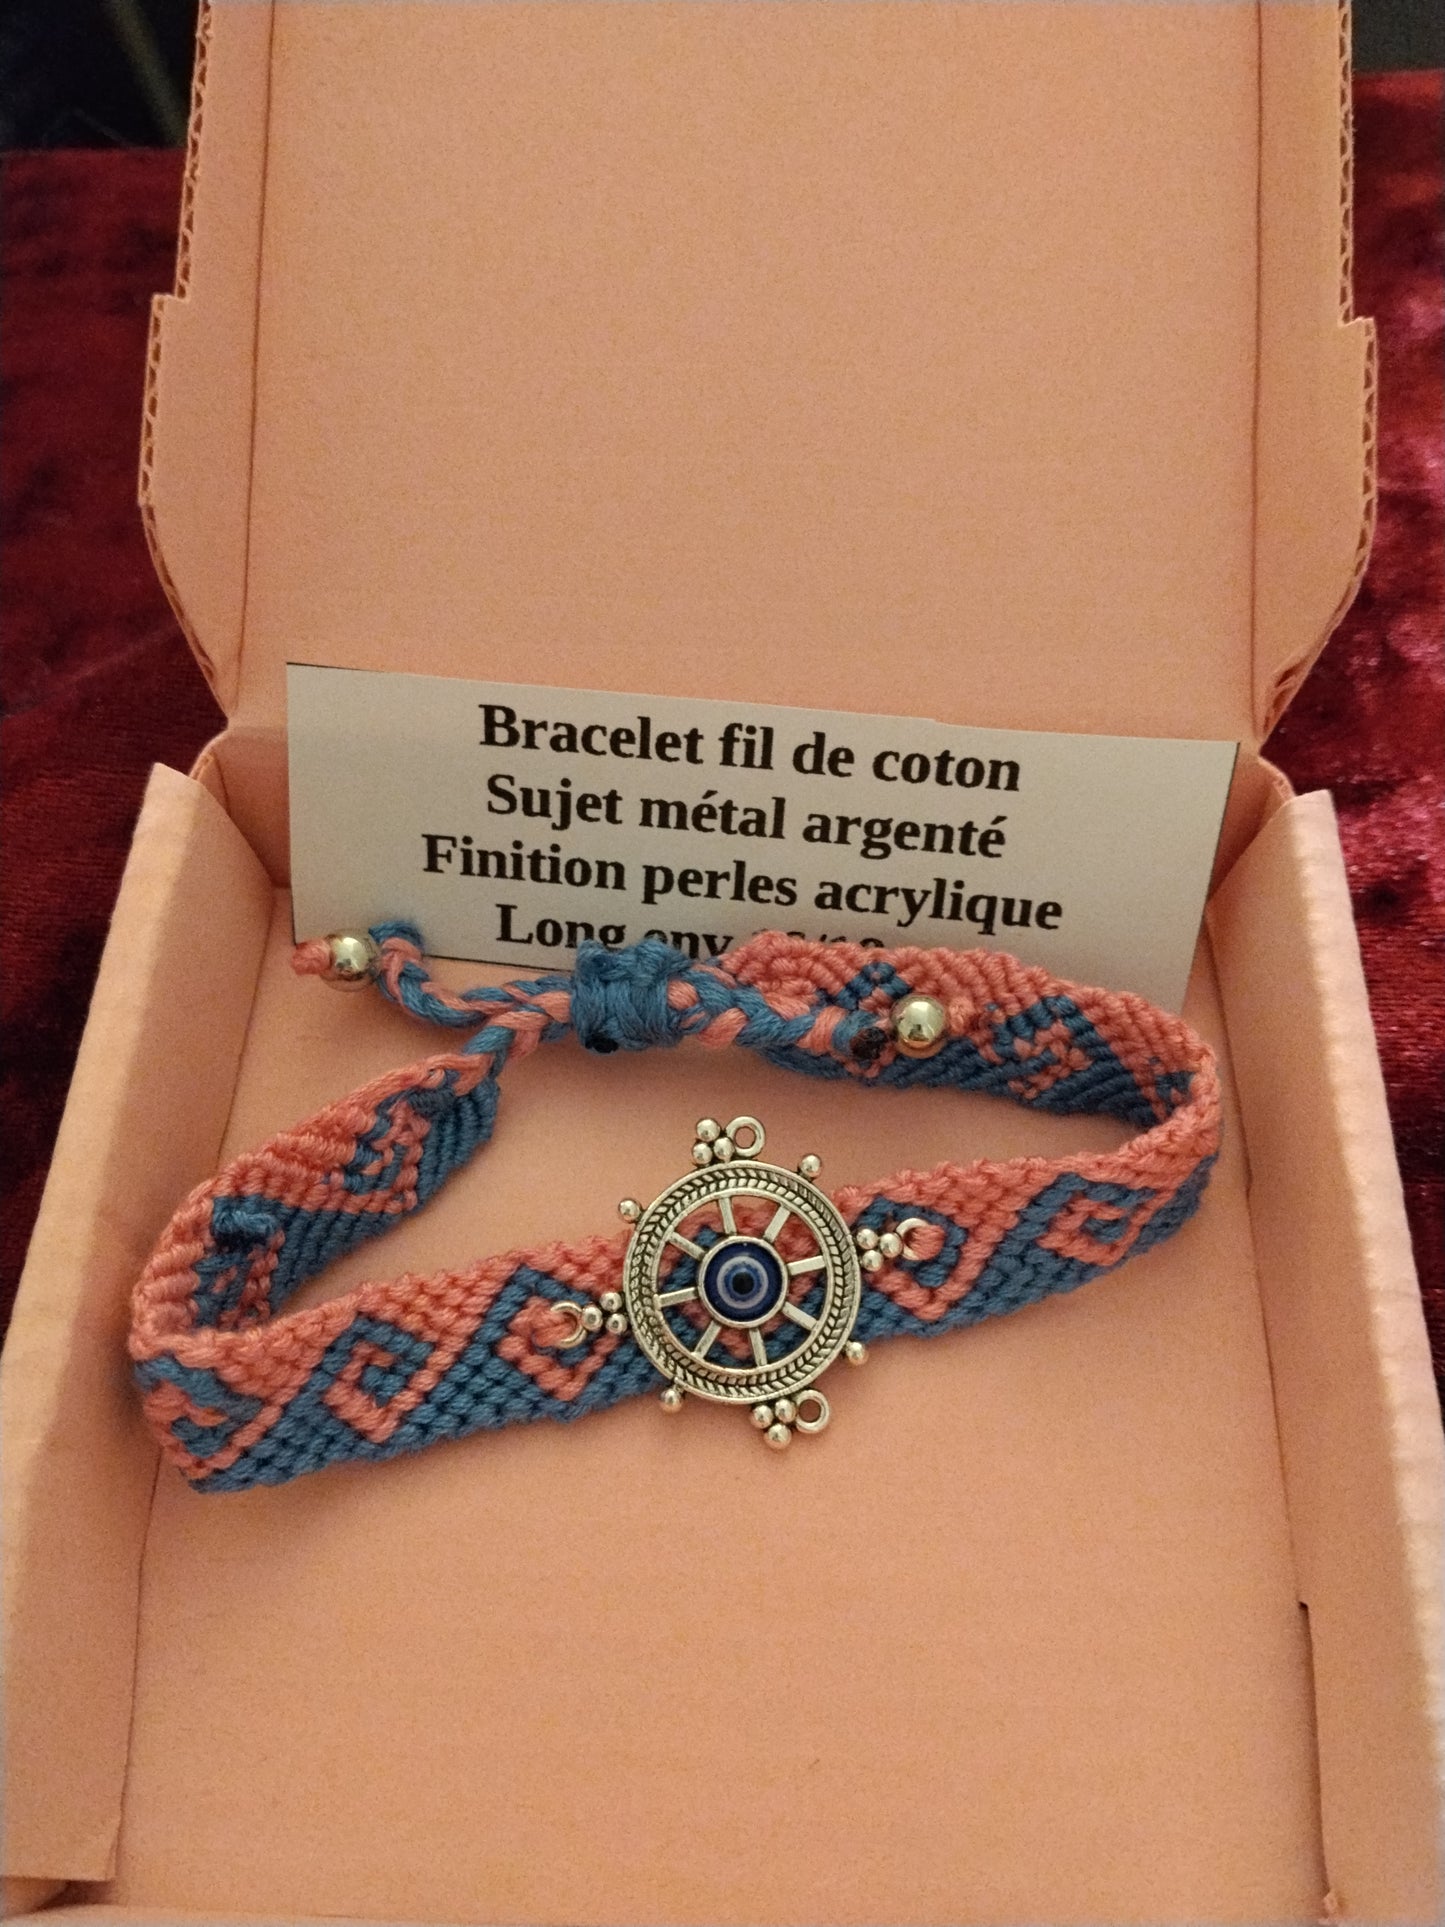 Bracelet fil de coton
Sujet métal argenté
Finition perles acrylique
Long env